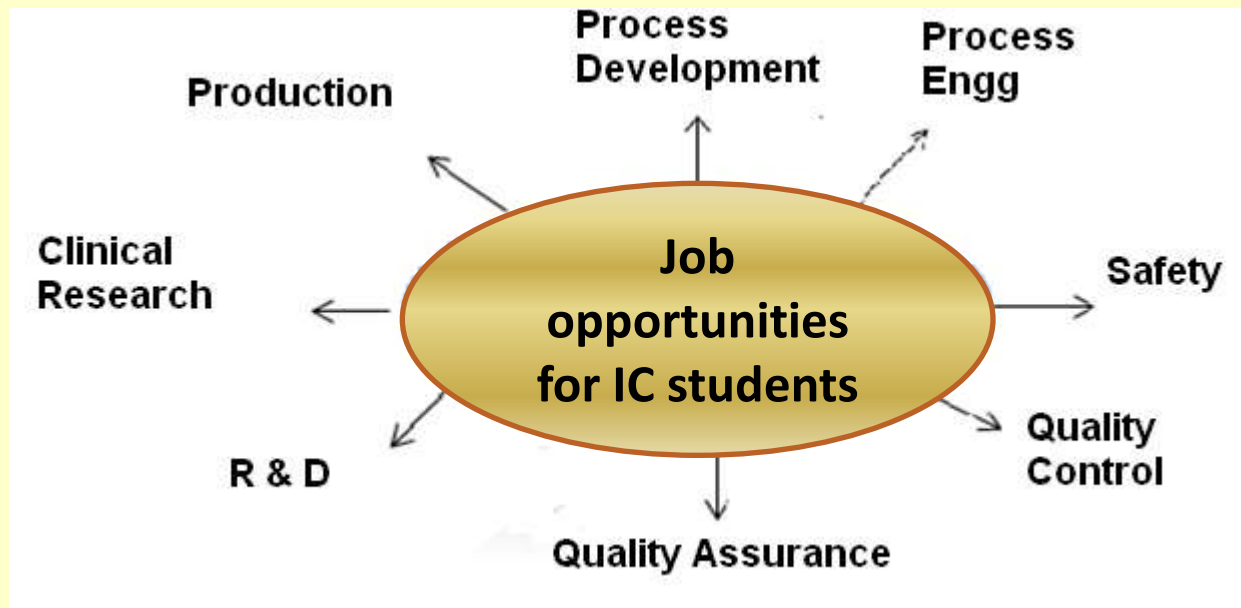 Process
Development
Process
Engg
Production
Job
opportunities
for IC students
Clinical
Research
Safety
R & D
Quality
Control
Quality Assurance